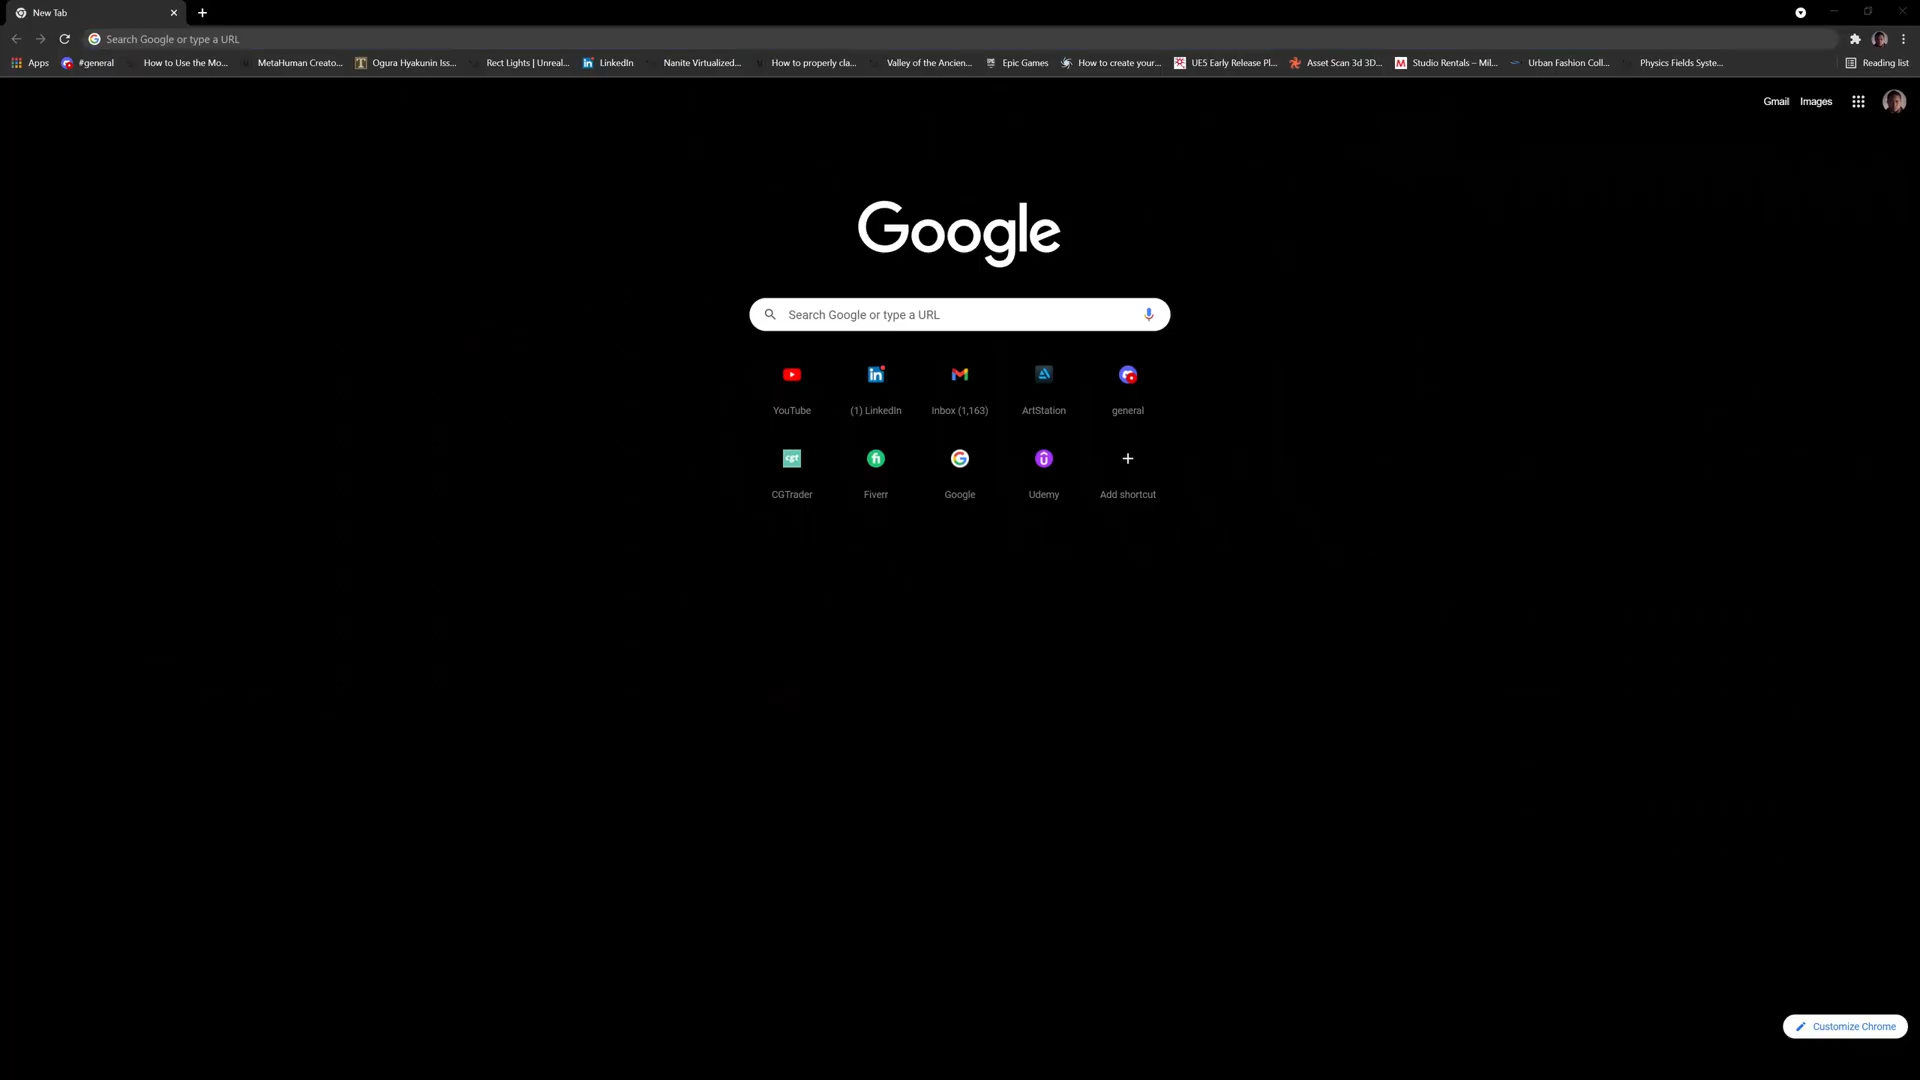 New Tab
Search Google or type a URL
Apps #general How to Use the Mo... MetaHuman Creato... Ogura Hyakunin Iss... Rect Lights | Unreal... LinkedIn Nanite Virtualized... How to properly cla... Valley of the Ancien... Epic Games How to create your... UE5 Early Release Pl... Asset Scan 3d 3D... Studio Rentals – Mil... Urban Fashion Coll... Physics Fields Syste... Reading list
Gmail Images
Google
Search Google or type a URL
YouTube (1) LinkedIn Inbox (1,163) ArtStation general
CGTrader Fiverr Google Udemy Add shortcut
Customize Chrome